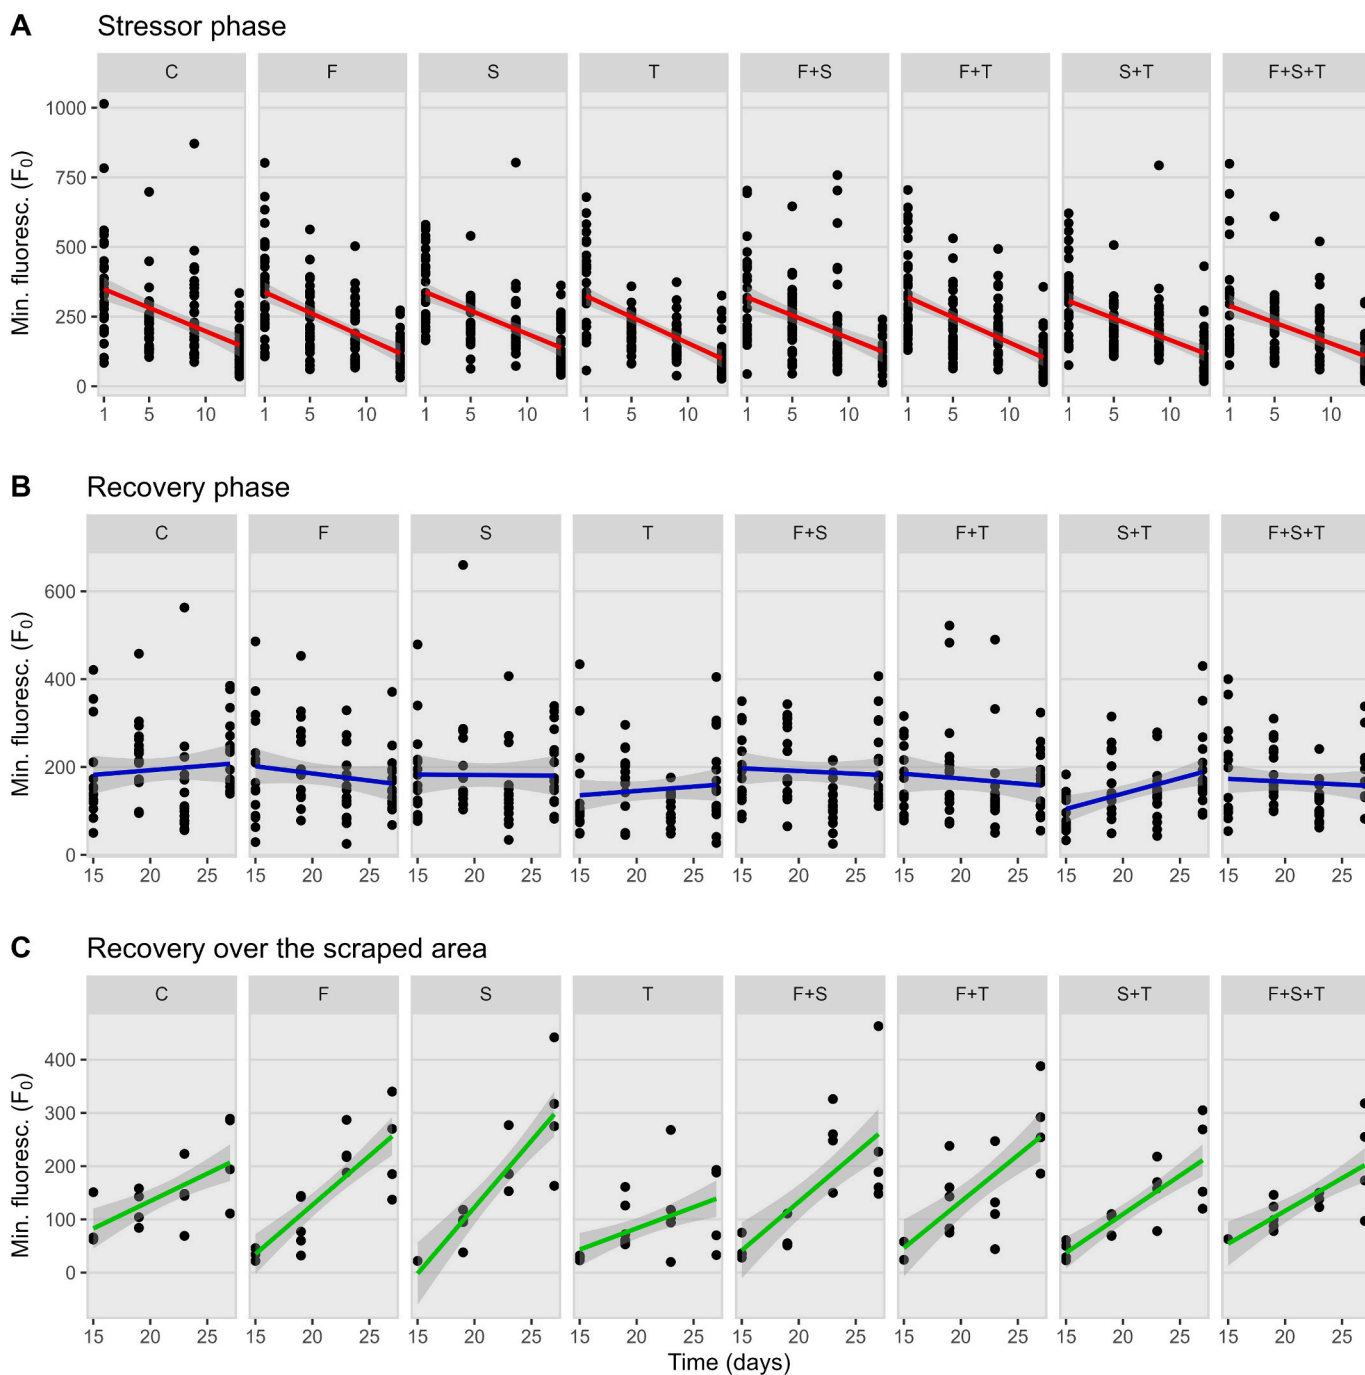 A Stressor phase
C F S T F+S F+T S+T F+S+T
Min. fluoresc. (F₀)
1000
750
500
250
0
1 5 10 1 5 10 1 5 10 1 5 10 1 5 10 1 5 10 1 5 10 1 5 10
B Recovery phase
C F S T F+S F+T S+T F+S+T
Min. fluoresc. (F₀)
600
400
200
0
15 20 25 15 20 25 15 20 25 15 20 25 15 20 25 15 20 25 15 20 25 15 20 25
C Recovery over the scraped area
C F S T F+S F+T S+T F+S+T
Min. fluoresc. (F₀)
400
300
200
100
0
15 20 25 15 20 25 15 20 25 15 20 25 15 20 25 15 20 25 15 20 25 15 20 25
Time (days)